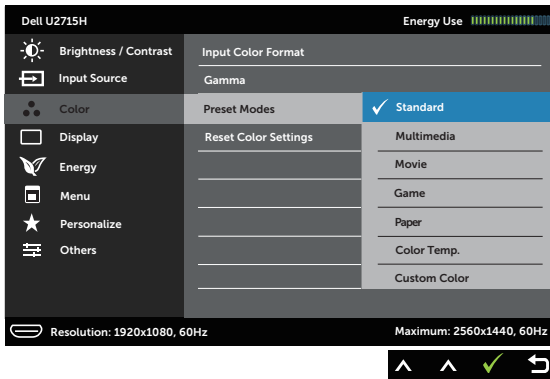 Dell U2715H Energy Use
Brightness / Contrast Input Color Format
Input Source Gamma
Color Preset Modes Standard
Display Reset Color Settings Multimedia
Energy Movie
Menu Game
Personalize Paper
Others Color Temp.
Custom Color
Resolution: 1920x1080, 60Hz Maximum: 2560x1440, 60Hz